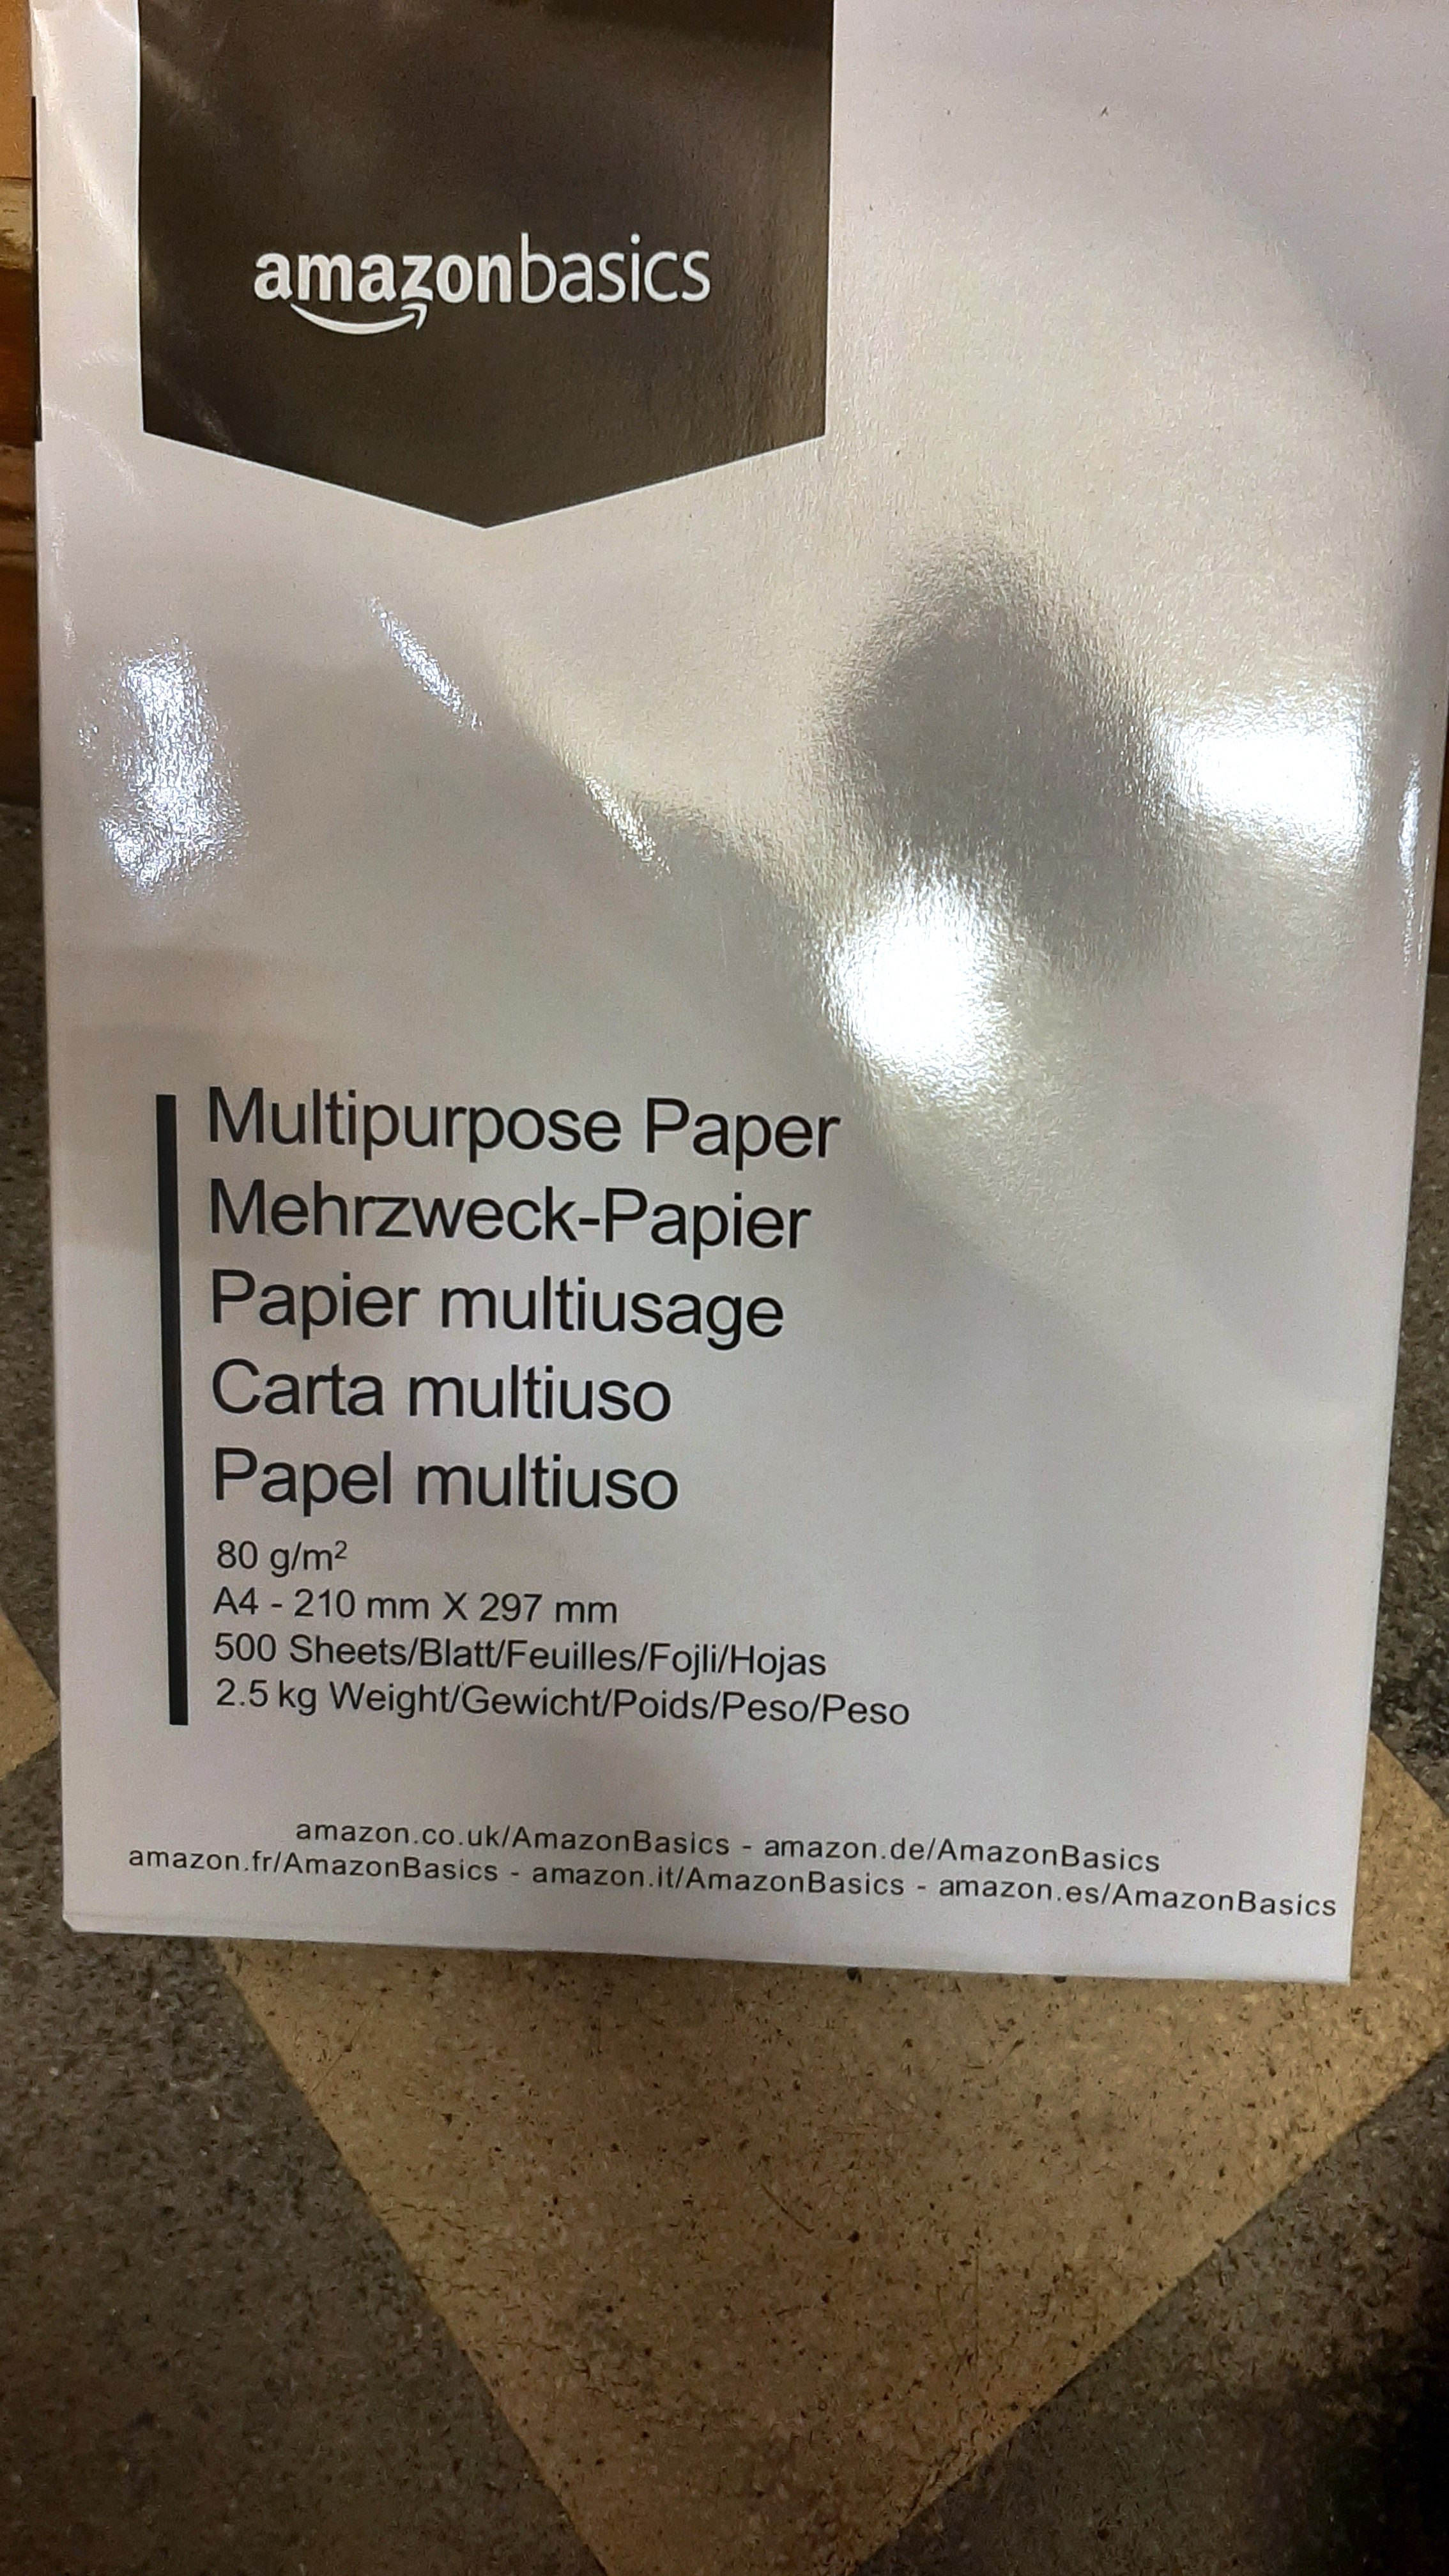 amazonbasics
Multipurpose Paper
Mehrzweck-Papier
Papier multiusage
Carta multiuso
Papel multiuso
80 g/m²
A4 - 210 mm X 297 mm
500 Sheets/Blatt/Feuilles/Fojli/Hojas
2.5 kg Weight/Gewicht/Poids/Peso/Peso
amazon.co.uk/AmazonBasics - amazon.de/AmazonBasics
amazon.fr/AmazonBasics - amazon.it/AmazonBasics - amazon.es/AmazonBasics